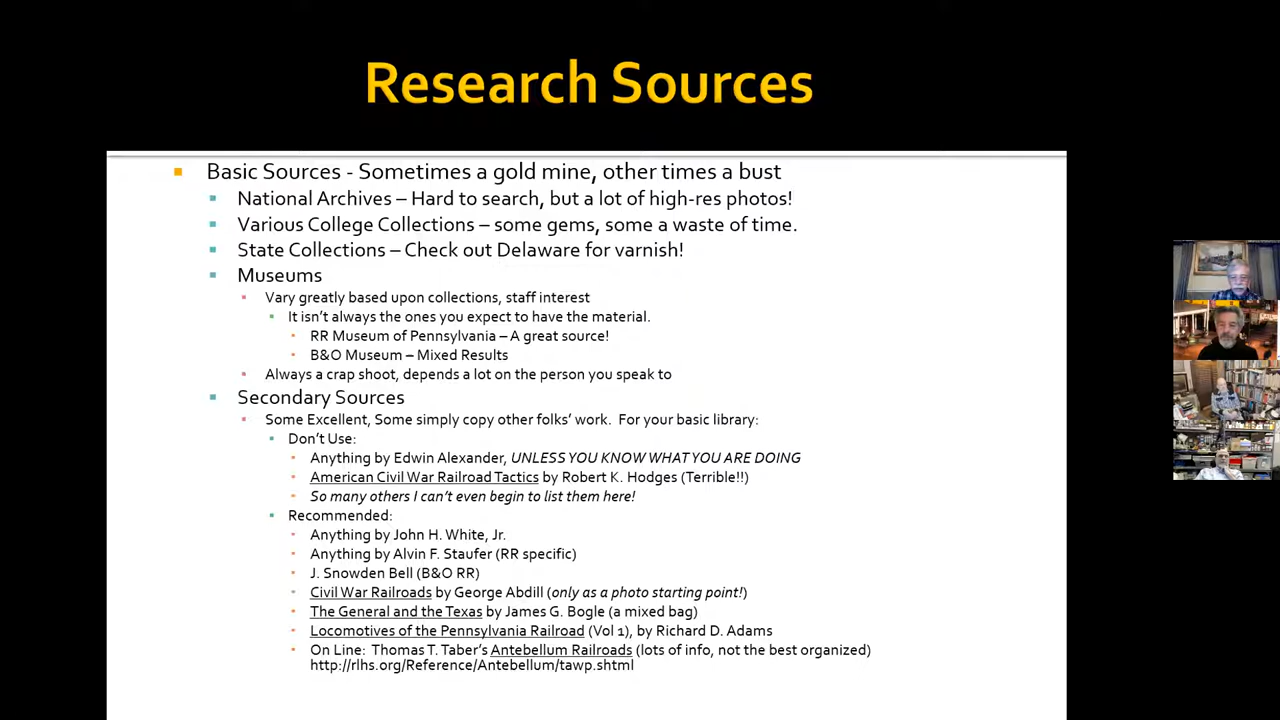 Research Sources
Basic Sources - Sometimes a gold mine, other times a bust
National Archives – Hard to search, but a lot of high-res photos!
Various College Collections – some gems, some a waste of time.
State Collections – Check out Delaware for varnish!
Museums
Vary greatly based upon collections, staff interest
It isn't always the ones you expect to have the material.
RR Museum of Pennsylvania – A great source!
B&O Museum – Mixed Results
Always a crap shoot, depends a lot on the person you speak to
Secondary Sources
Some Excellent, Some simply copy other folks' work.  For your basic library:
Don't Use:
Anything by Edwin Alexander, UNLESS YOU KNOW WHAT YOU ARE DOING
American Civil War Railroad Tactics by Robert K. Hodges (Terrible!!)
So many others I can't even begin to list them here!
Recommended:
Anything by John H. White, Jr.
Anything by Alvin F. Staufer (RR specific)
J. Snowden Bell (B&O RR)
Civil War Railroads by George Abdill (only as a photo starting point!)
The General and the Texas by James G. Bogle (a mixed bag)
Locomotives of the Pennsylvania Railroad (Vol 1), by Richard D. Adams
On Line:  Thomas T. Taber's Antebellum Railroads (lots of info, not the best organized)
http://rlhs.org/Reference/Antebellum/tawp.shtml